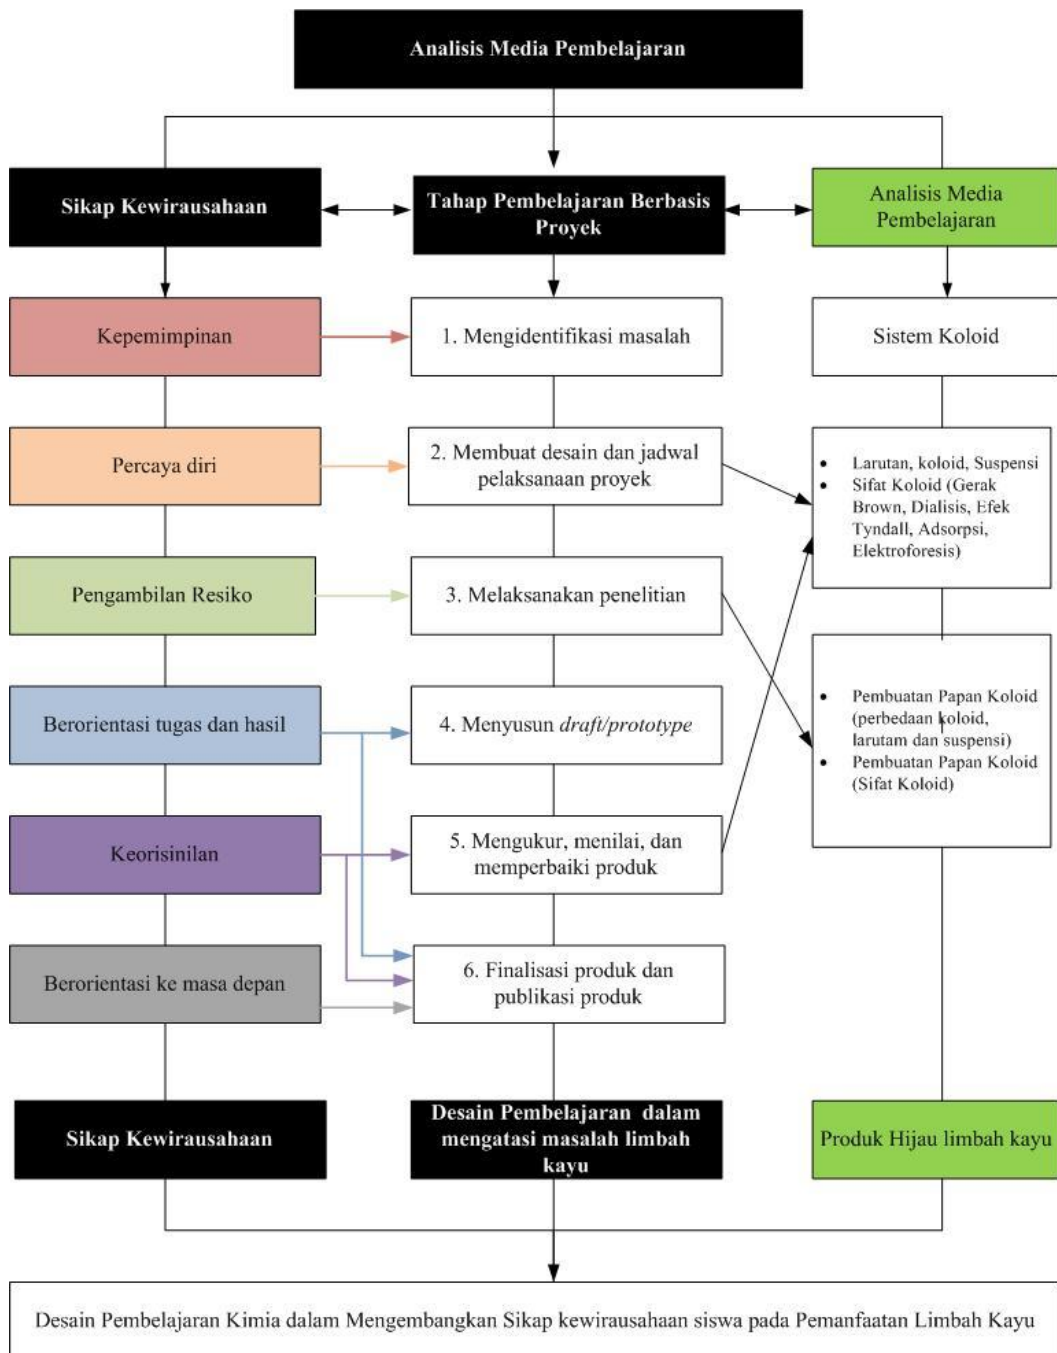 Analisis Media Pembelajaran
Sikap Kewirausahaan
Tahap Pembelajaran Berbasis
Proyek
Analisis Media
Pembelajaran
Kepemimpinan
1. Mengidentifikasi masalah
Sistem Koloid
Percaya diri
2. Membuat desain dan jadwal
pelaksanaan proyek
• Larutan, koloid, Suspensi
• Sifat Koloid (Gerak
Brown, Dialisis, Efek
Tyndall, Adsorpsi,
Elektroforesis)
Pengambilan Resiko
3. Melaksanakan penelitian
Berorientasi tugas dan hasil
4. Menyusun draft/prototype
• Pembuatan Papan Koloid
(perbedaan koloid,
larutam dan suspensi)
• Pembuatan Papan Koloid
(Sifat Koloid)
Keorisinilan
5. Mengukur, menilai, dan
memperbaiki produk
Berorientasi ke masa depan
6. Finalisasi produk dan
publikasi produk
Sikap Kewirausahaan
Desain Pembelajaran dalam
mengatasi masalah limbah
kayu
Produk Hijau limbah kayu
Desain Pembelajaran Kimia dalam Mengembangkan Sikap kewirausahaan siswa pada Pemanfaatan Limbah Kayu